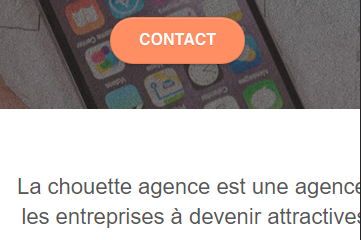 CONTACT
La chouette agence est une agence
les entreprises à devenir attractives